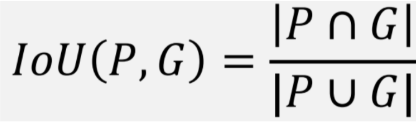 IoU(P, G) = |P ∩ G| / |P ∪ G|